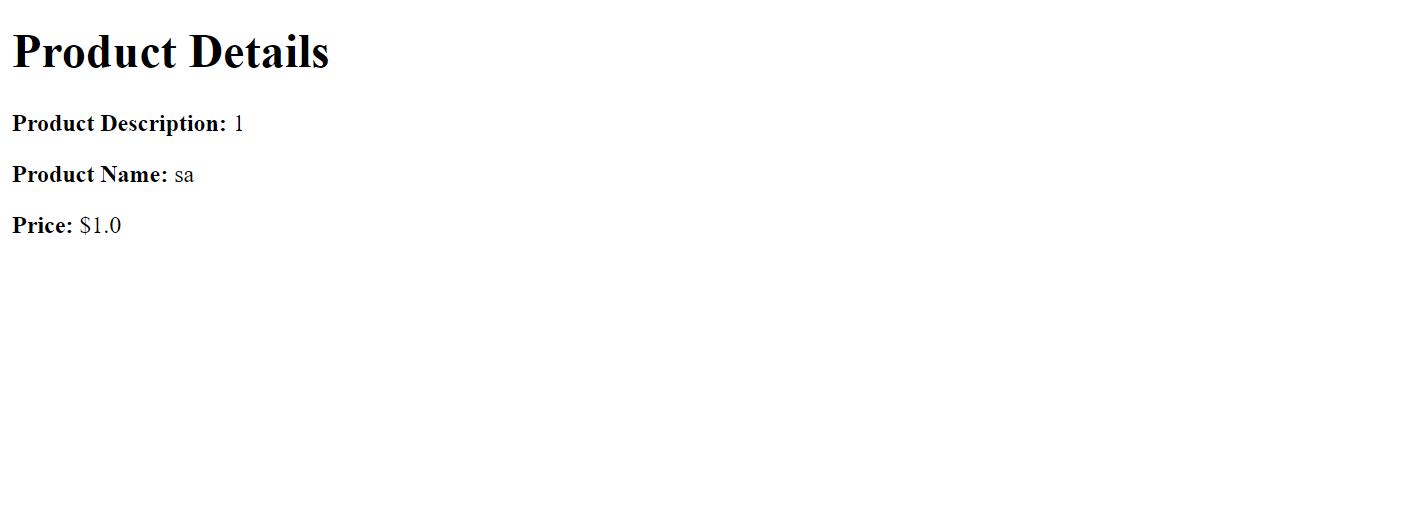 Product Details
Product Description: 1
Product Name: sa
Price: $1.0